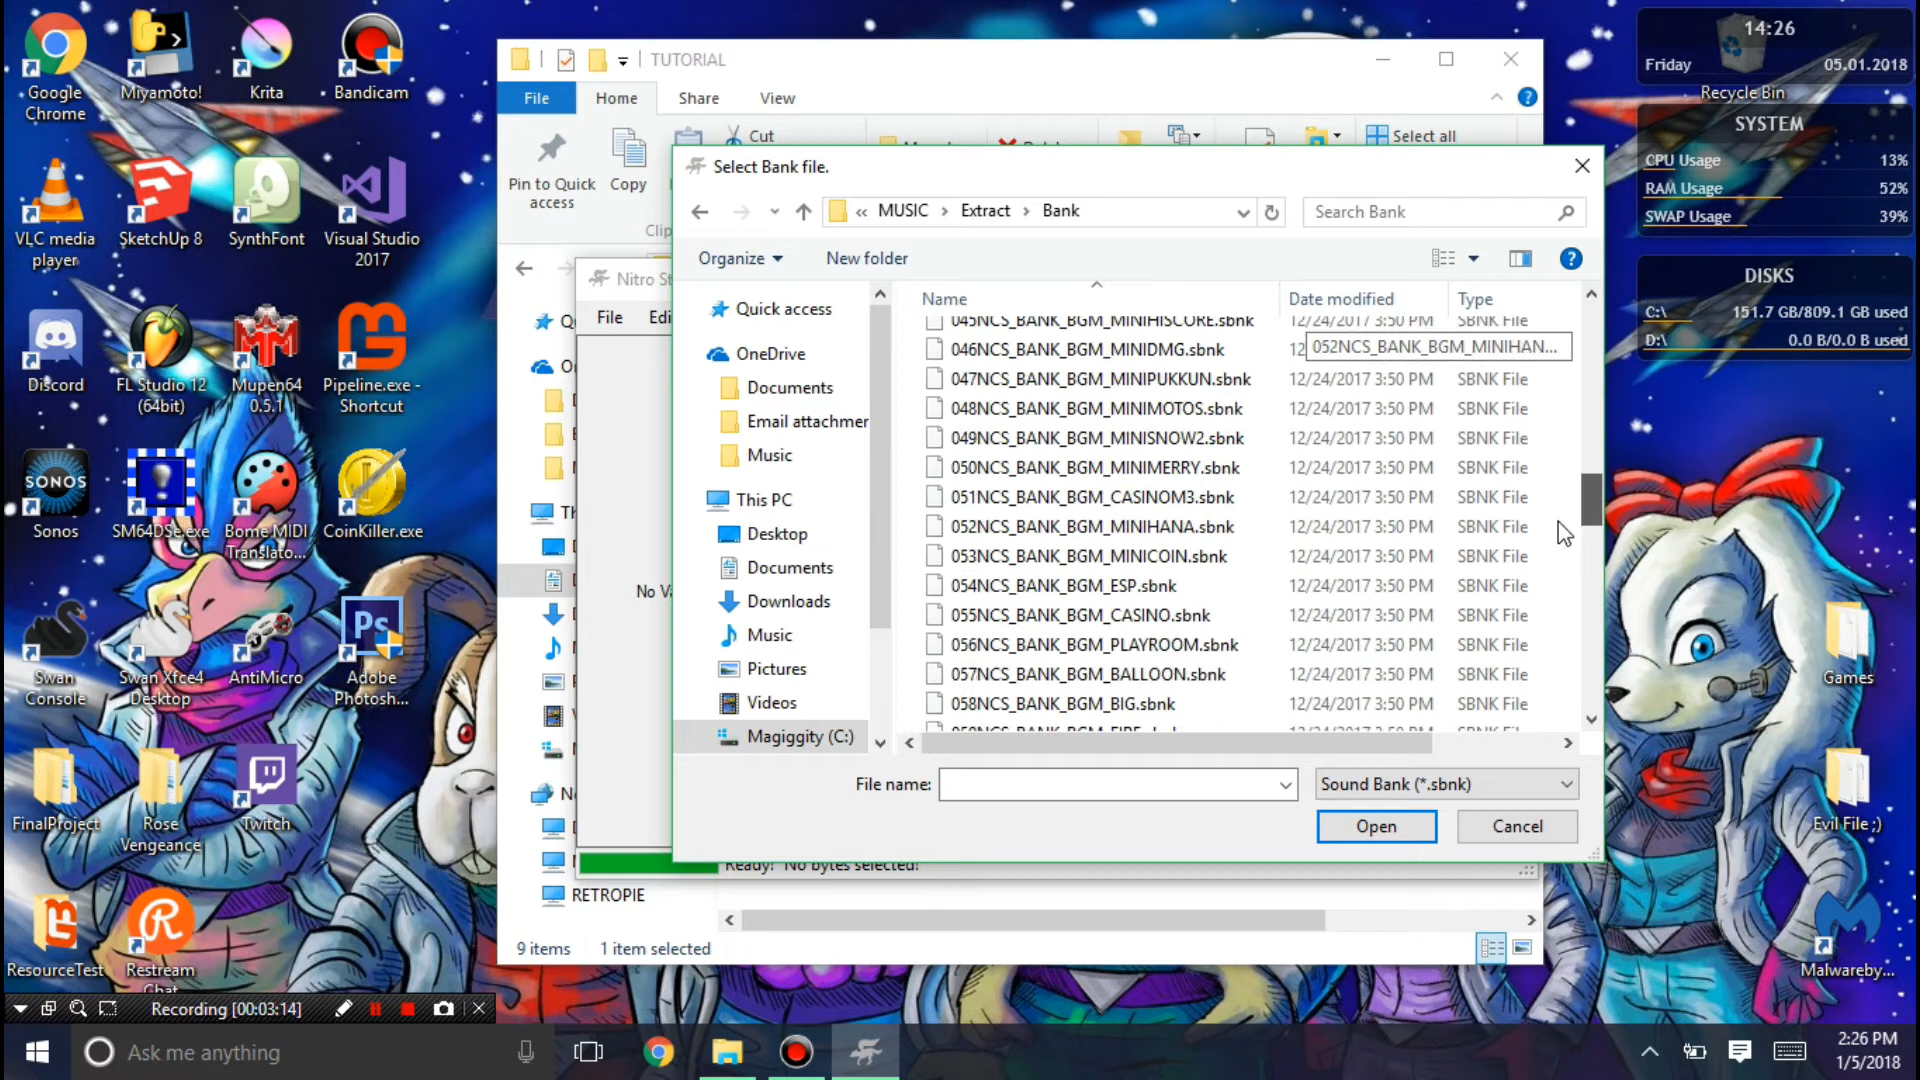 Google
Chrome
Miyamoto!
Krita
Bandicam
VLC media
player
SketchUp 8
SynthFont
Visual Studio
2017
Discord
FL Studio 12
(64bit)
Mupen64
0.5.1
Pipeline.exe -
Shortcut
SONOS
Sonos
SM64DSe.exe
Bome MIDI
Translato...
CoinKiller.exe
Swan
Console
Swan Xfce4
Desktop
AntiMicro
Ps
Adobe
Photosh...
FinalProject
Rose
Vengeance
Twitch
ResourceTest
Restream
Chat
TUTORIAL
File
Home
Share
View
Pin to Quick
access
Copy
Cut
Select all
Clip
Nitro St
File
Edi
No Va
Ready! No bytes selected!
RETROPIE
9 items
1 item selected
Select Bank file.
« MUSIC > Extract > Bank
Search Bank
Organize
New folder
Quick access
OneDrive
Documents
Email attachmer
Music
This PC
Desktop
Documents
Downloads
Music
Pictures
Videos
Magiggity (C:)
Name
Date modified
Type
045NCS_BANK_BGM_MINIHISCORE.sbnk 12/24/2017 3:50 PM SBNK File
046NCS_BANK_BGM_MINIDMG.sbnk 12
052NCS_BANK_BGM_MINIHAN...
047NCS_BANK_BGM_MINIPUKKUN.sbnk 12/24/2017 3:50 PM SBNK File
048NCS_BANK_BGM_MINIMOTOS.sbnk 12/24/2017 3:50 PM SBNK File
049NCS_BANK_BGM_MINISNOW2.sbnk 12/24/2017 3:50 PM SBNK File
050NCS_BANK_BGM_MINIMERRY.sbnk 12/24/2017 3:50 PM SBNK File
051NCS_BANK_BGM_CASINOM3.sbnk 12/24/2017 3:50 PM SBNK File
052NCS_BANK_BGM_MINIHANA.sbnk 12/24/2017 3:50 PM SBNK File
053NCS_BANK_BGM_MINICOIN.sbnk 12/24/2017 3:50 PM SBNK File
054NCS_BANK_BGM_ESP.sbnk 12/24/2017 3:50 PM SBNK File
055NCS_BANK_BGM_CASINO.sbnk 12/24/2017 3:50 PM SBNK File
056NCS_BANK_BGM_PLAYROOM.sbnk 12/24/2017 3:50 PM SBNK File
057NCS_BANK_BGM_BALLOON.sbnk 12/24/2017 3:50 PM SBNK File
058NCS_BANK_BGM_BIG.sbnk 12/24/2017 3:50 PM SBNK File
File name:
Sound Bank (*.sbnk)
Open
Cancel
14:26
Friday 05.01.2018
Recycle Bin
SYSTEM
CPU Usage 13%
RAM Usage 52%
SWAP Usage 39%
DISKS
C:\ 151.7 GB/809.1 GB used
D:\ 0.0 B/0.0 B used
Games
Evil File ;)
Malwareby...
Recording [00:03:14]
Ask me anything
2:26 PM
1/5/2018